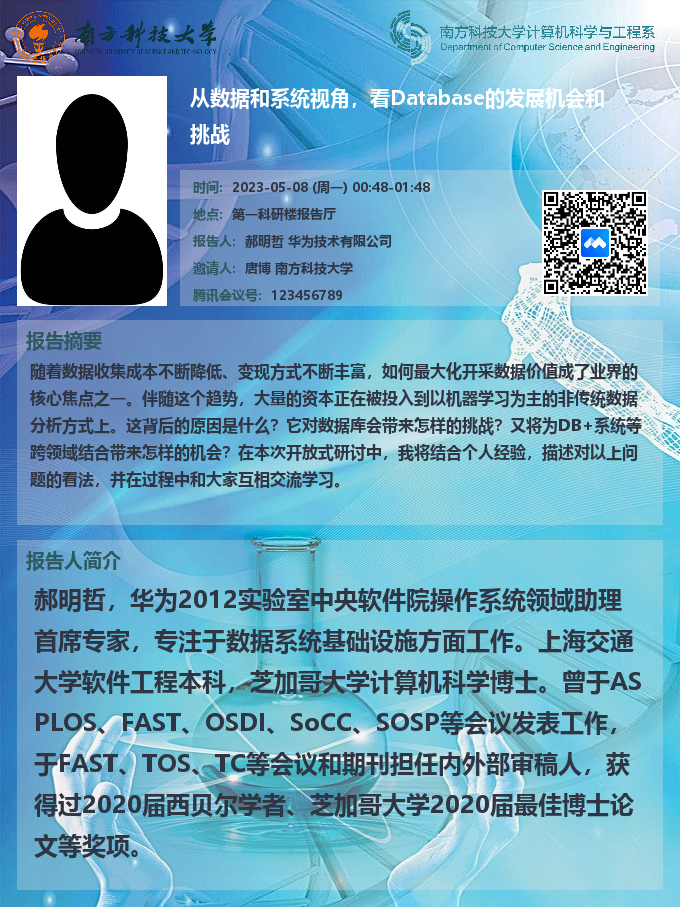 南方科技大学
SOUTHERN UNIVERSITY OF SCIENCE AND TECHNOLOGY
南方科技大学计算机科学与工程系
Department of Computer Science and Engineering
从数据和系统视角，看Database的发展机会和
挑战
时间：2023-05-08 (周一) 00:48-01:48
地点：第一科研楼报告厅
报告人：郝明哲 华为技术有限公司
邀请人：唐博 南方科技大学
腾讯会议号：123456789
报告摘要
随着数据收集成本不断降低、变现方式不断丰富，如何最大化开采数据价值成了业界的
核心焦点之一。伴随这个趋势，大量的资本正在被投入到以机器学习为主的非传统数据
分析方式上。这背后的原因是什么？它对数据库会带来怎样的挑战？又将为DB+系统等
跨领域结合带来怎样的机会？在本次开放式研讨中，我将结合个人经验，描述对以上问
题的看法，并在过程中和大家互相交流学习。
报告人简介
郝明哲，华为2012实验室中央软件院操作系统领域助理
首席专家，专注于数据系统基础设施方面工作。上海交通
大学软件工程本科，芝加哥大学计算机科学博士。曾于AS
PLOS、FAST、OSDI、SoCC、SOSP等会议发表工作，
于FAST、TOS、TC等会议和期刊担任内外部审稿人，获
得过2020届西贝尔学者、芝加哥大学2020届最佳博士论
文等奖项。